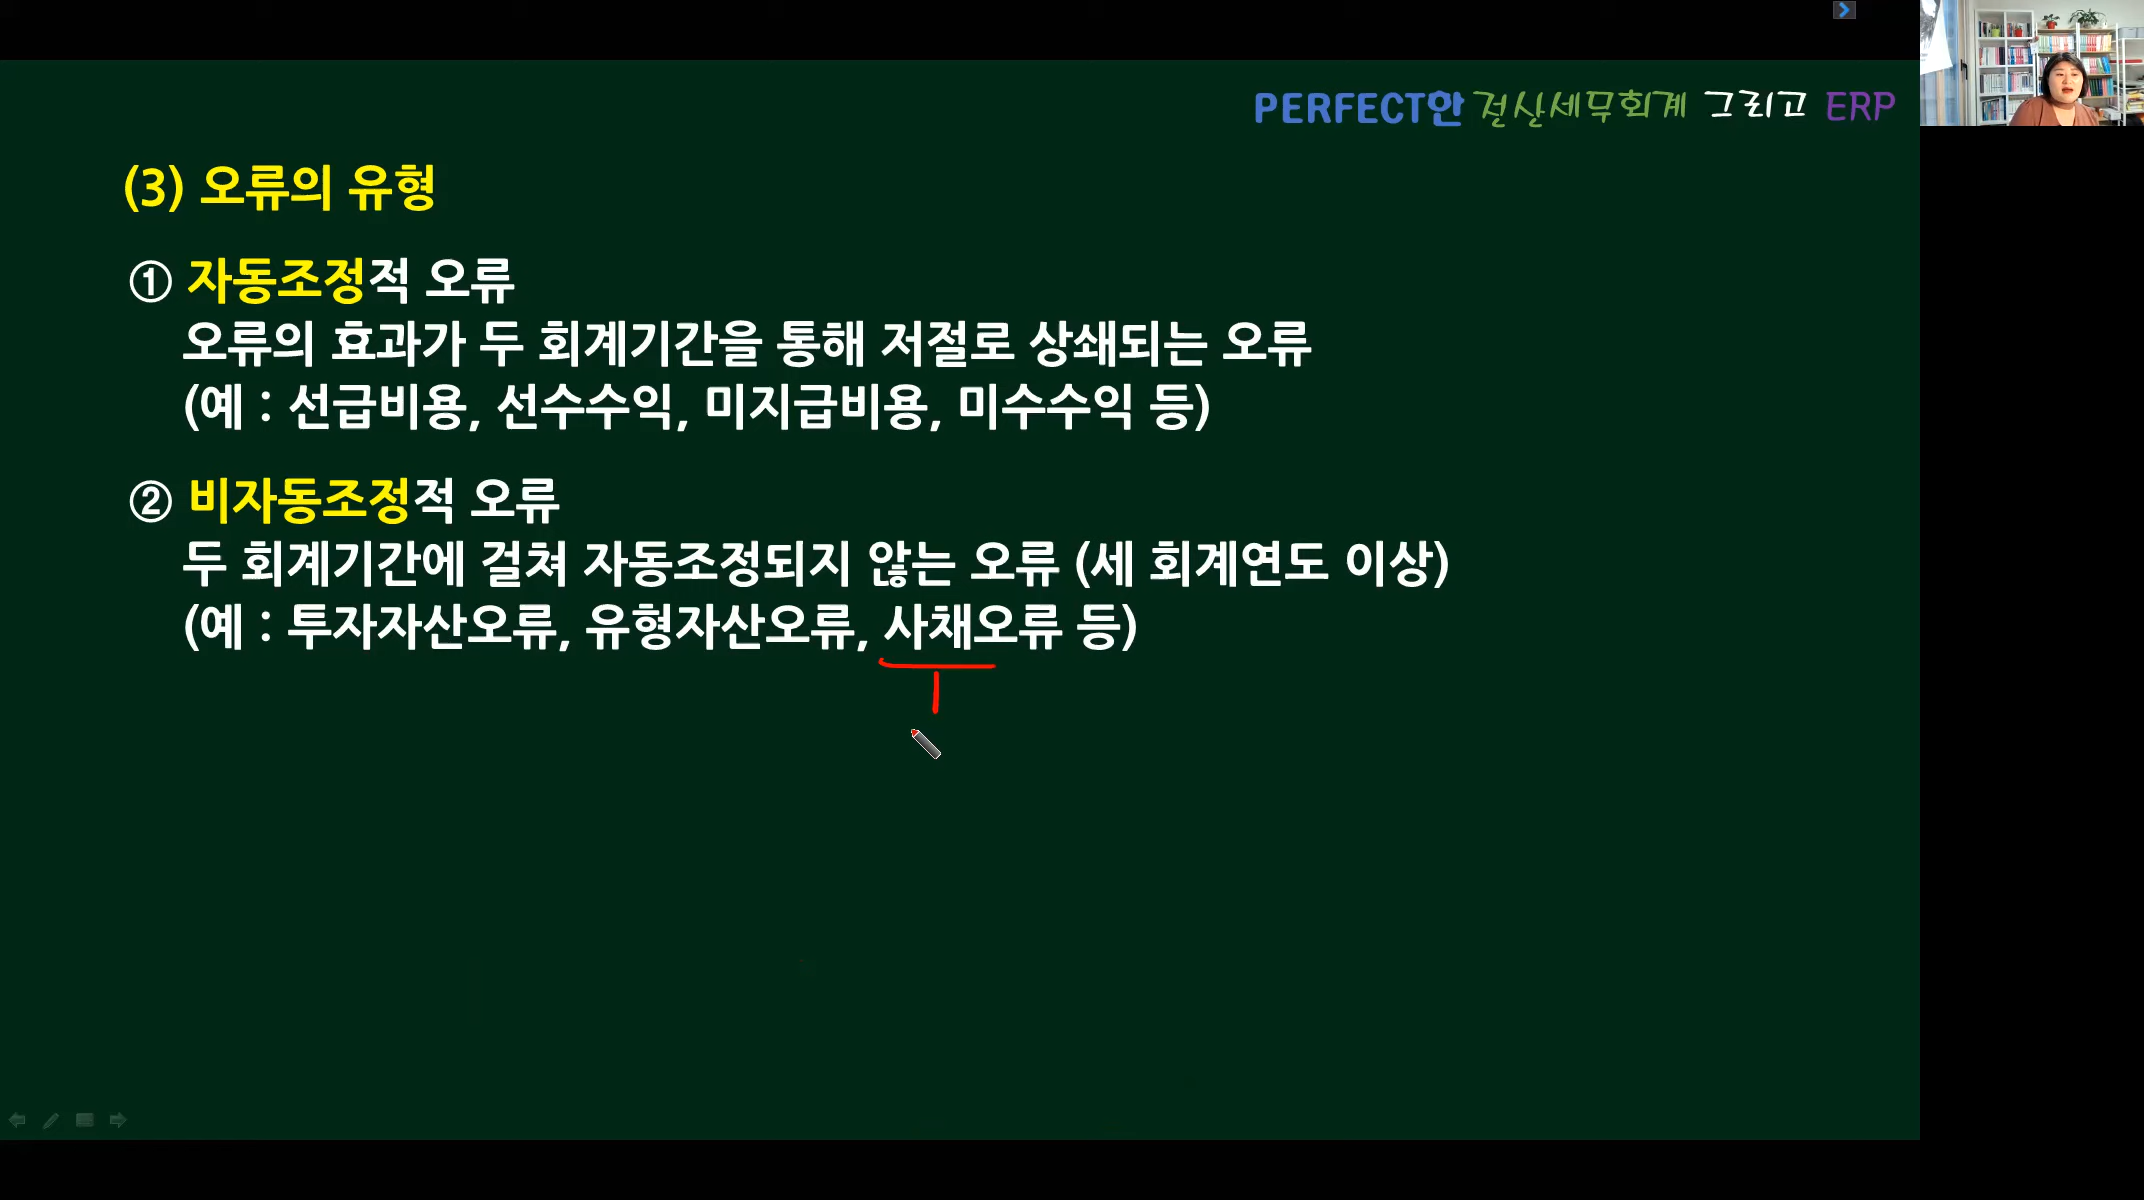 PERFECT한 전산세무회계 그리고 ERP
(3) 오류의 유형
① 자동조정적 오류
오류의 효과가 두 회계기간을 통해 저절로 상쇄되는 오류
(예 : 선급비용, 선수수익, 미지급비용, 미수수익 등)
② 비자동조정적 오류
두 회계기간에 걸쳐 자동조정되지 않는 오류 (세 회계연도 이상)
(예 : 투자자산오류, 유형자산오류, 사채오류 등)